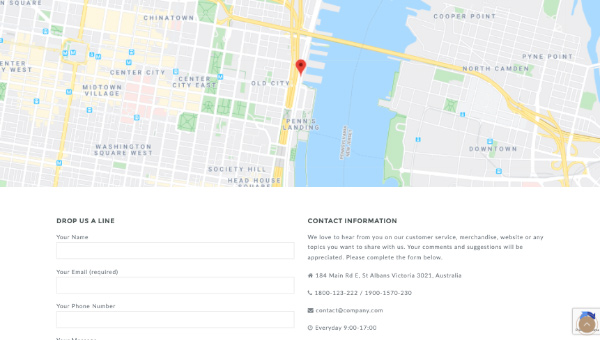 CHINATOWN
COOPER POINT
PYNE POINT
NORTH CAMDEN
CENTER CITY
CENTER
CITY EAST
OLD CITY
CENTER
CITY WEST
MIDTOWN
VILLAGE
PENN'S
LANDING
WASHINGTON
SQUARE WEST
DOWNTOWN
SOCIETY HILL
HEAD HOUSE
SQUARE
DROP US A LINE
Your Name
Your Email (required)
Your Phone Number
Your Message
CONTACT INFORMATION
We love to hear from you on our customer service, merchandise, website or any
topics you want to share with us. Your comments and suggestions will be
appreciated. Please complete the form below.
184 Main Rd E, St Albans Victoria 3021, Australia
1800-123-222 / 1900-1570-230
contact@company.com
Everyday 9:00-17:00